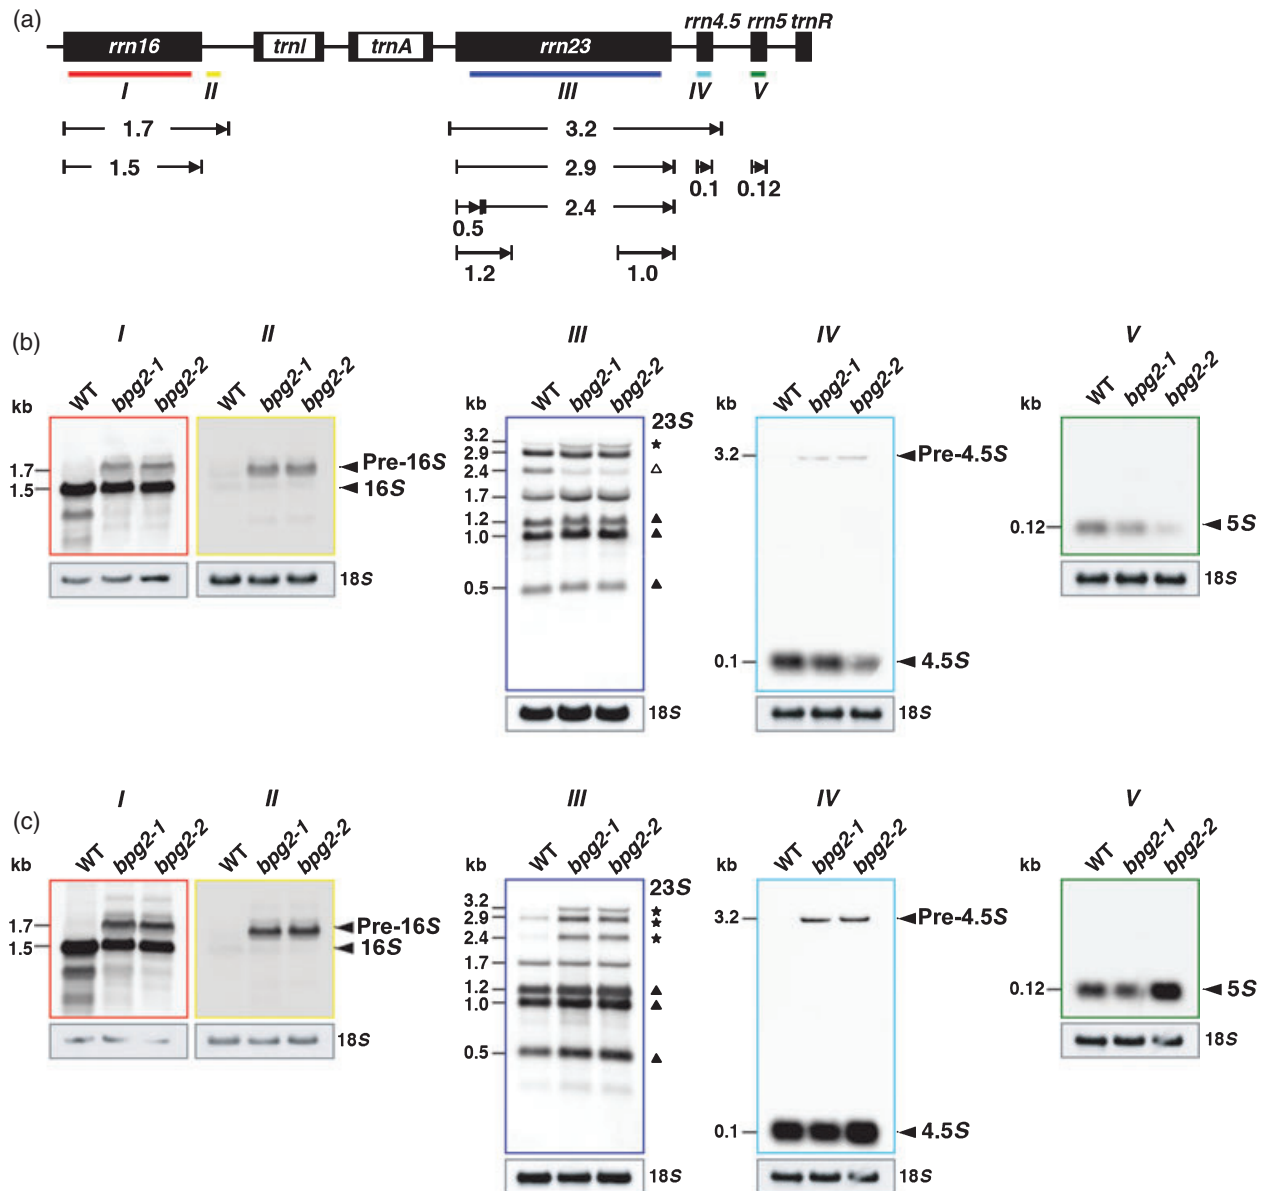 (a)
rrn16 trnI trnA rrn23 rrn4.5 rrn5 trnR
I II III IV V
1.7 3.2
1.5 2.9 0.1 0.12
0.5 2.4
1.2 1.0
(b)
I II III IV V
WT bpg2-1 bpg2-2 WT bpg2-1 bpg2-2 WT bpg2-1 bpg2-2 WT bpg2-1 bpg2-2 WT bpg2-1 bpg2-2
kb
1.7
1.5
Pre-16S
16S
18S
kb
3.2
2.9
2.4
1.7
1.2
1.0
0.5
23S
18S
kb
3.2
0.1
Pre-4.5S
4.5S
18S
kb
0.12
5S
18S
(c)
I II III IV V
WT bpg2-1 bpg2-2 WT bpg2-1 bpg2-2 WT bpg2-1 bpg2-2 WT bpg2-1 bpg2-2 WT bpg2-1 bpg2-2
kb
1.7
1.5
Pre-16S
16S
18S
kb
3.2
2.9
2.4
1.7
1.2
1.0
0.5
23S
18S
kb
3.2
0.1
Pre-4.5S
4.5S
18S
kb
0.12
5S
18S